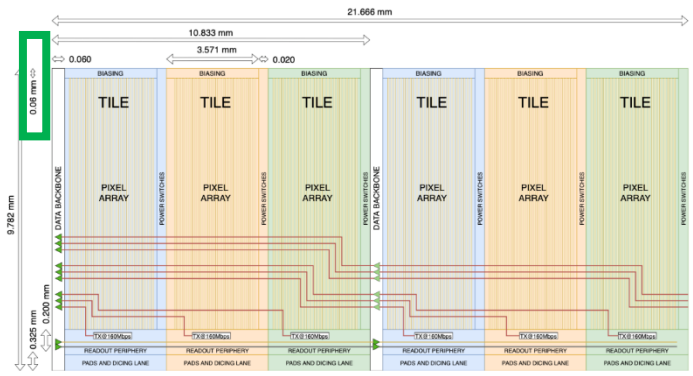 21.666 mm
10.833 mm
3.571 mm
0.060
0.020
0.06 mm
9.782 mm
0.200 mm
0.325 mm
BIASING BIASING BIASING BIASING BIASING BIASING
TILE TILE TILE TILE TILE TILE
DATA BACKBONE
PIXEL ARRAY
POWER SWITCHES
PIXEL ARRAY
POWER SWITCHES
PIXEL ARRAY
POWER SWITCHES
DATA BACKBONE
PIXEL ARRAY
POWER SWITCHES
PIXEL ARRAY
POWER SWITCHES
PIXEL ARRAY
POWER SWITCHES
TX@160Mbps TX@160Mbps TX@160Mbps TX@160Mbps TX@160Mbps TX@160Mbps
READOUT PERIPHERY READOUT PERIPHERY READOUT PERIPHERY READOUT PERIPHERY READOUT PERIPHERY READOUT PERIPHERY
PADS AND DICING LANE PADS AND DICING LANE PADS AND DICING LANE PADS AND DICING LANE PADS AND DICING LANE PADS AND DICING LANE